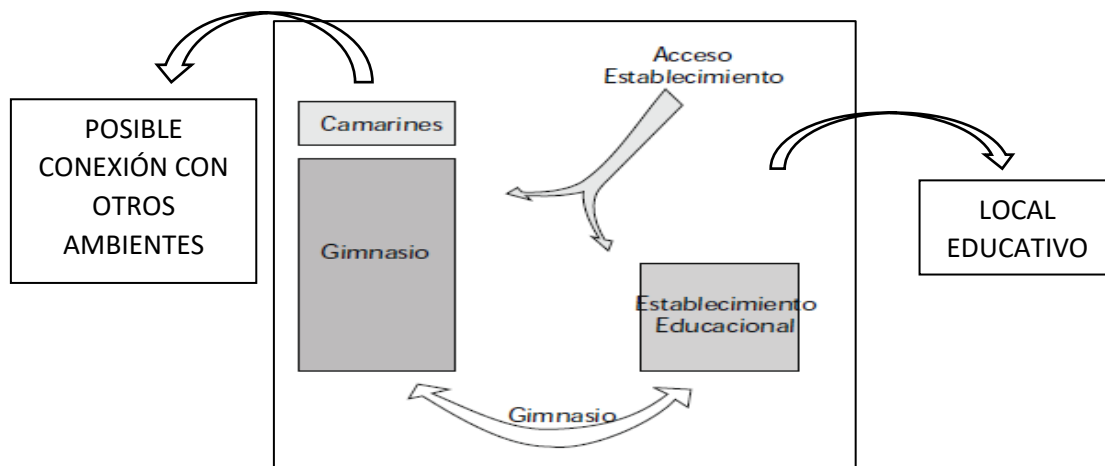 Acceso
Establecimiento
Camarines
POSIBLE
CONEXIÓN CON
OTROS
AMBIENTES
Gimnasio
LOCAL
EDUCATIVO
Establecimiento
Educacional
Gimnasio